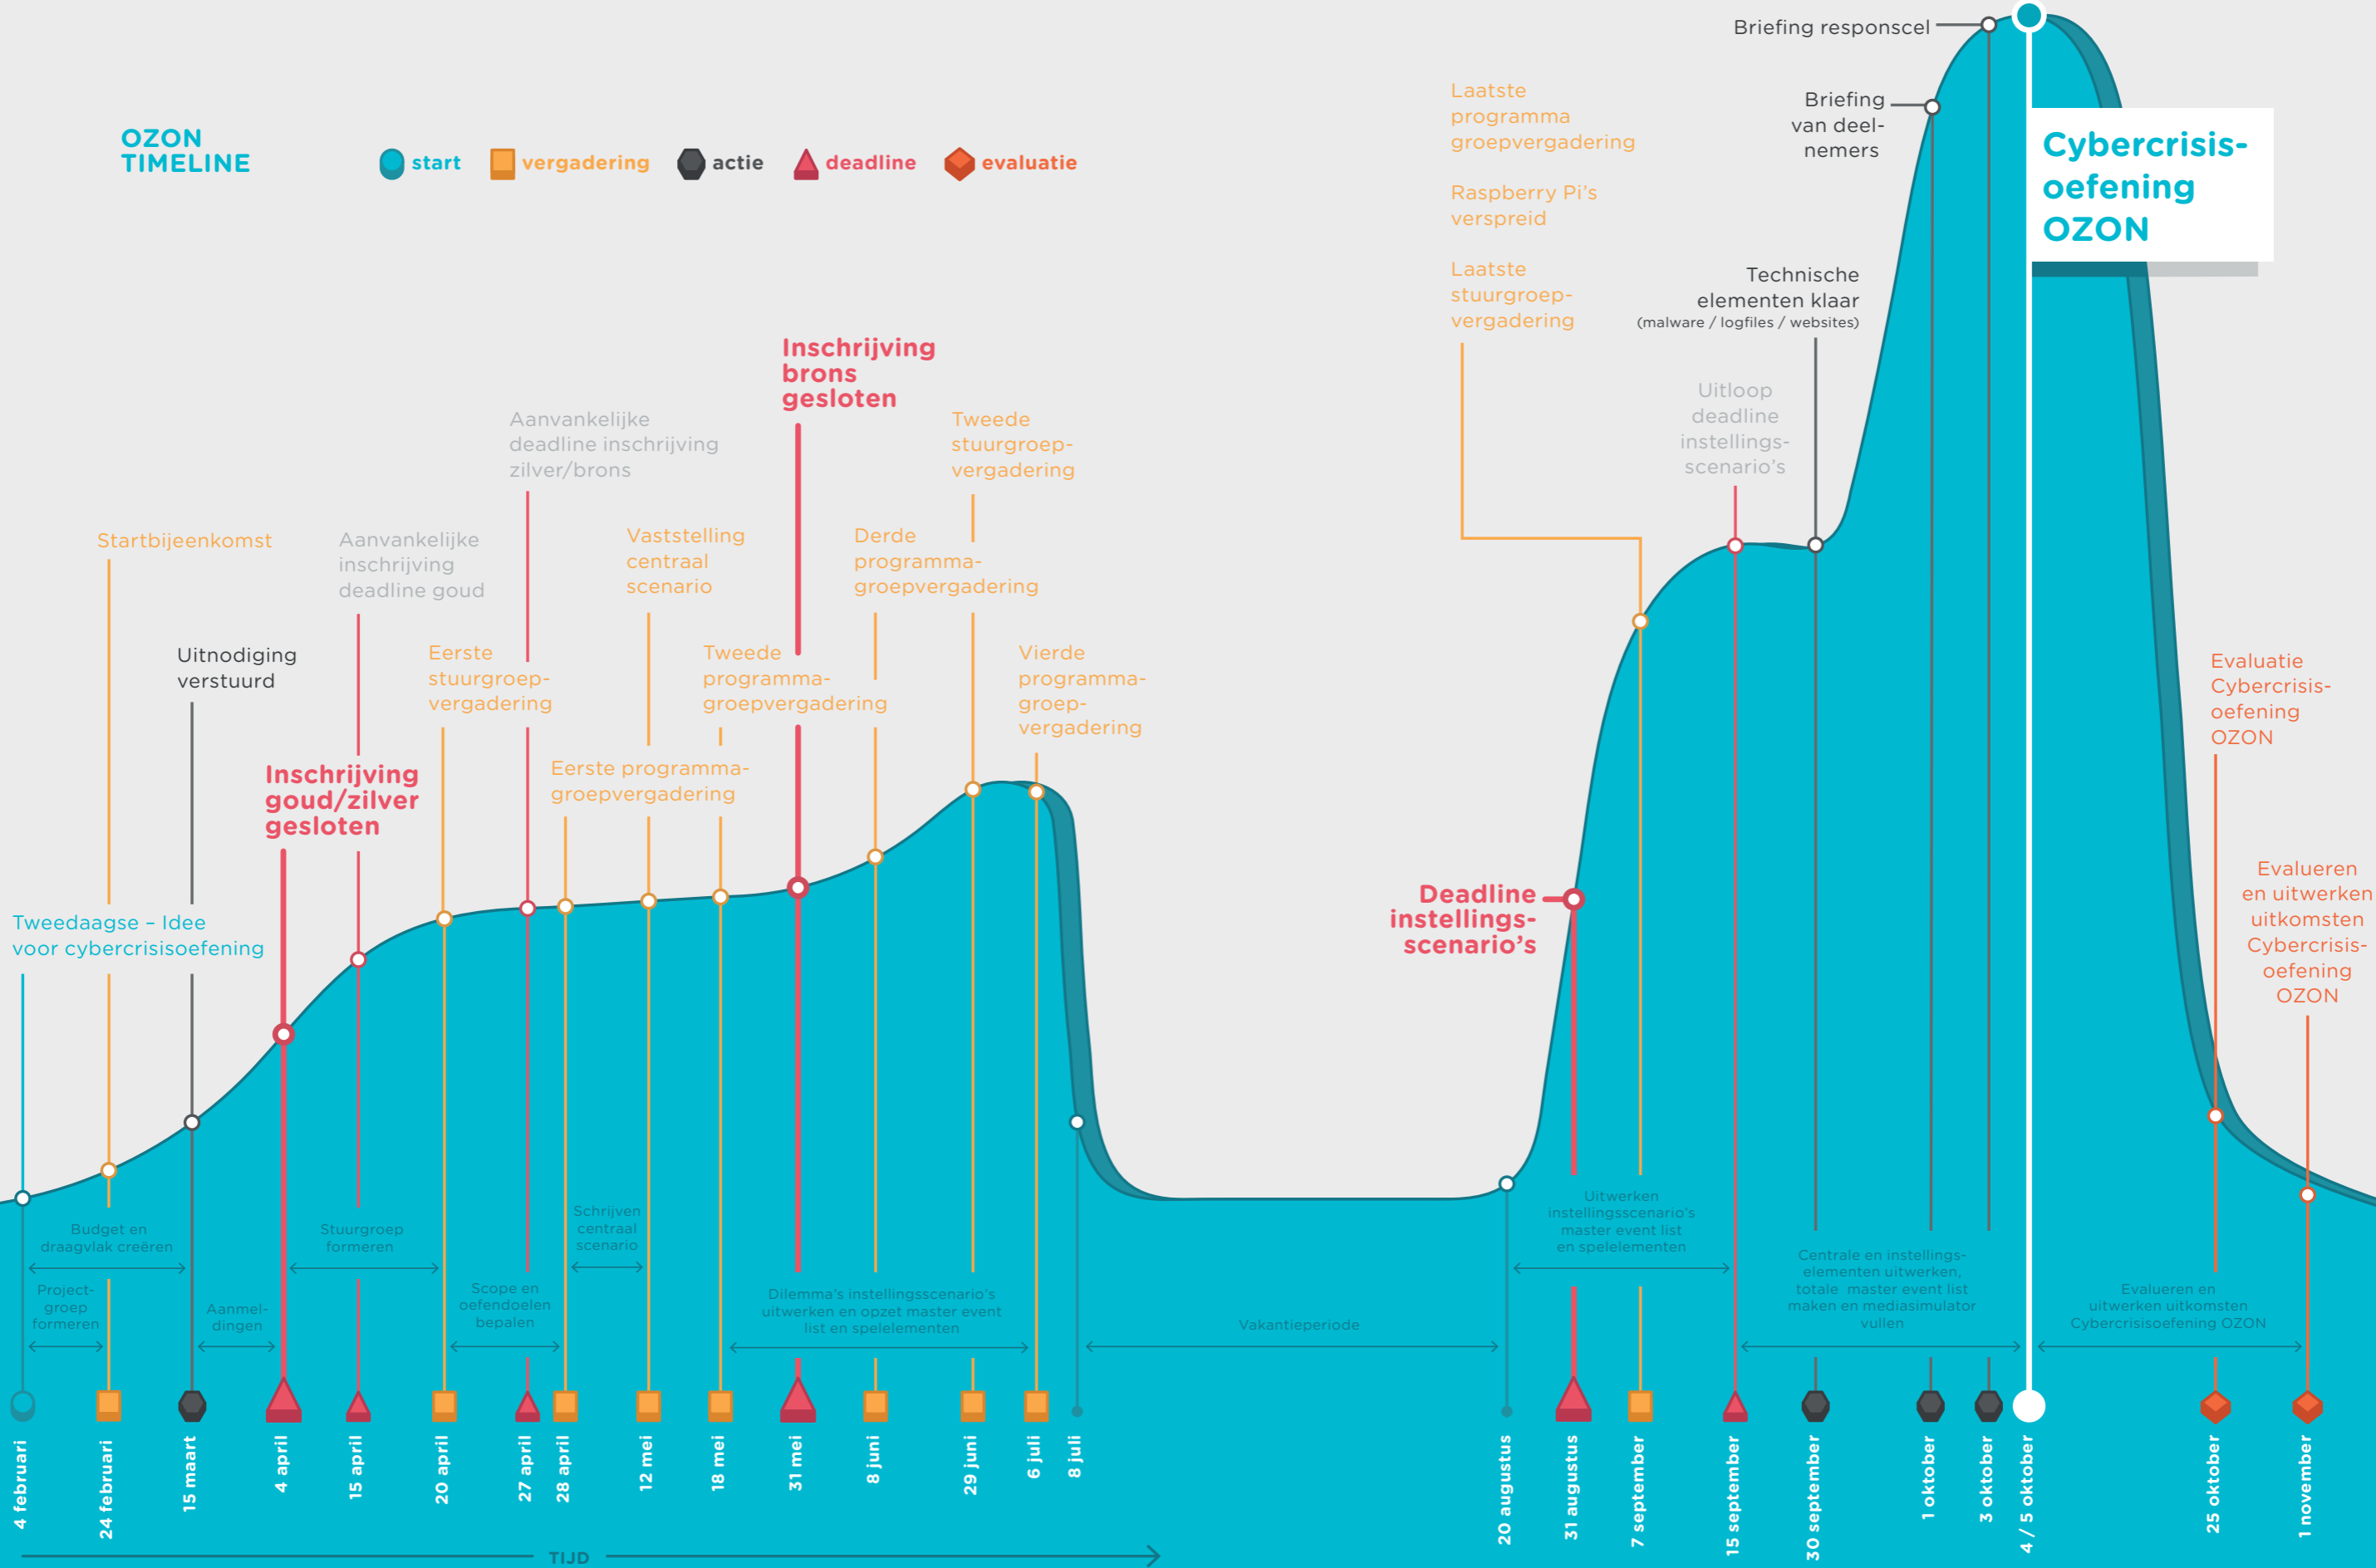 OZON
TIMELINE
start
vergadering
actie
deadline
evaluatie
Tweedaagse – Idee
voor cybercrisisoefening
Startbijeenkomst
Uitnodiging
verstuurd
Inschrijving
goud/zilver
gesloten
Aanvankelijke
inschrijving
deadline goud
Eerste
stuurgroep-
vergadering
Aanvankelijke
deadline inschrijving
zilver/brons
Eerste programma-
groepvergadering
Vaststelling
centraal
scenario
Tweede
programma-
groepvergadering
Inschrijving
brons
gesloten
Derde
programma-
groepvergadering
Tweede
stuurgroep-
vergadering
Vierde
programma-
groep-
vergadering
Deadline
instellings-
scenario's
Laatste
programma
groepvergadering
Raspberry Pi's
verspreid
Laatste
stuurgroep-
vergadering
Uitloop
deadline
instellings-
scenario's
Technische
elementen klaar
(malware / logfiles / websites)
Briefing
van deel-
nemers
Briefing responscel
Cybercrisis-
oefening
OZON
Evaluatie
Cybercrisis-
oefening
OZON
Evalueren
en uitwerken
uitkomsten
Cybercrisis-
oefening
OZON
Budget en
draagvlak creëren
Project-
groep
formeren
Aanmel-
dingen
Stuurgroep
formeren
Scope en
oefendoelen
bepalen
Schrijven
centraal
scenario
Dilemma's instellingsscenario's
uitwerken en opzet master event
list en spelelementen
Vakantieperiode
Uitwerken
instellingsscenario's
master event list
en spelelementen
Centrale en instellings-
elementen uitwerken,
totale master event list
maken en mediasimulator
vullen
Evalueren en
uitwerken uitkomsten
Cybercrisisoefening OZON
4 februari
24 februari
15 maart
4 april
15 april
20 april
27 april
28 april
12 mei
18 mei
31 mei
8 juni
29 juni
6 juli
8 juli
20 augustus
31 augustus
7 september
15 september
30 september
1 oktober
3 oktober
4 / 5 oktober
25 oktober
1 november
TIJD